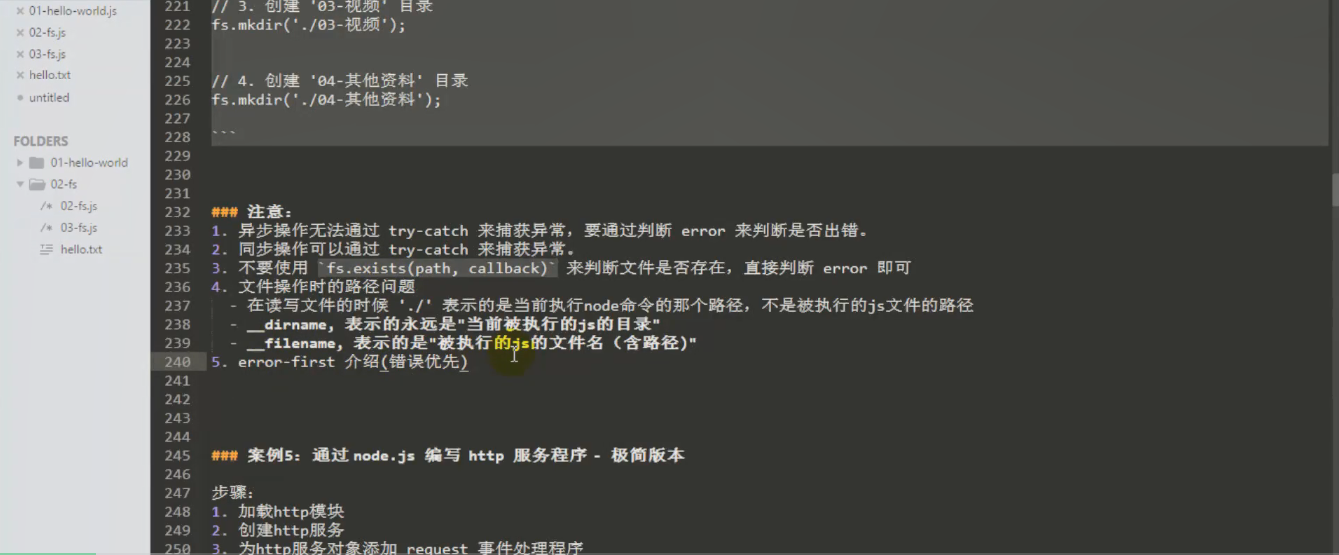 01-hello-world.js
02-fs.js
03-fs.js
hello.txt
untitled
FOLDERS
01-hello-world
02-fs
/* 02-fs.js
/* 03-fs.js
hello.txt
221 // 3. 创建 '03-视频' 目录
222 fs.mkdir('./03-视频');
223
224
225 // 4. 创建 '04-其他资料' 目录
226 fs.mkdir('./04-其他资料');
227
228 ```
229
230
231
232 ### 注意：
233 1. 异步操作无法通过 try-catch 来捕获异常，要通过判断 error 来判断是否出错。
234 2. 同步操作可以通过 try-catch 来捕获异常。
235 3. 不要使用 `fs.exists(path, callback)` 来判断文件是否存在，直接判断 error 即可
236 4. 文件操作时的路径问题
237 - 在读写文件的时候 './' 表示的是当前执行node命令的那个路径，不是被执行的js文件的路径
238 - __dirname, 表示的永远是"当前被执行的js的目录"
239 - __filename, 表示的是"被执行的js的文件名（含路径)"
240 5. error-first 介绍(错误优先)
241
242
243
244
245 ### 案例5：通过 node.js 编写 http 服务程序 - 极简版本
246
247 步骤：
248 1. 加载http模块
249 2. 创建http服务
250 3. 为http服务对象添加 request 事件处理程序